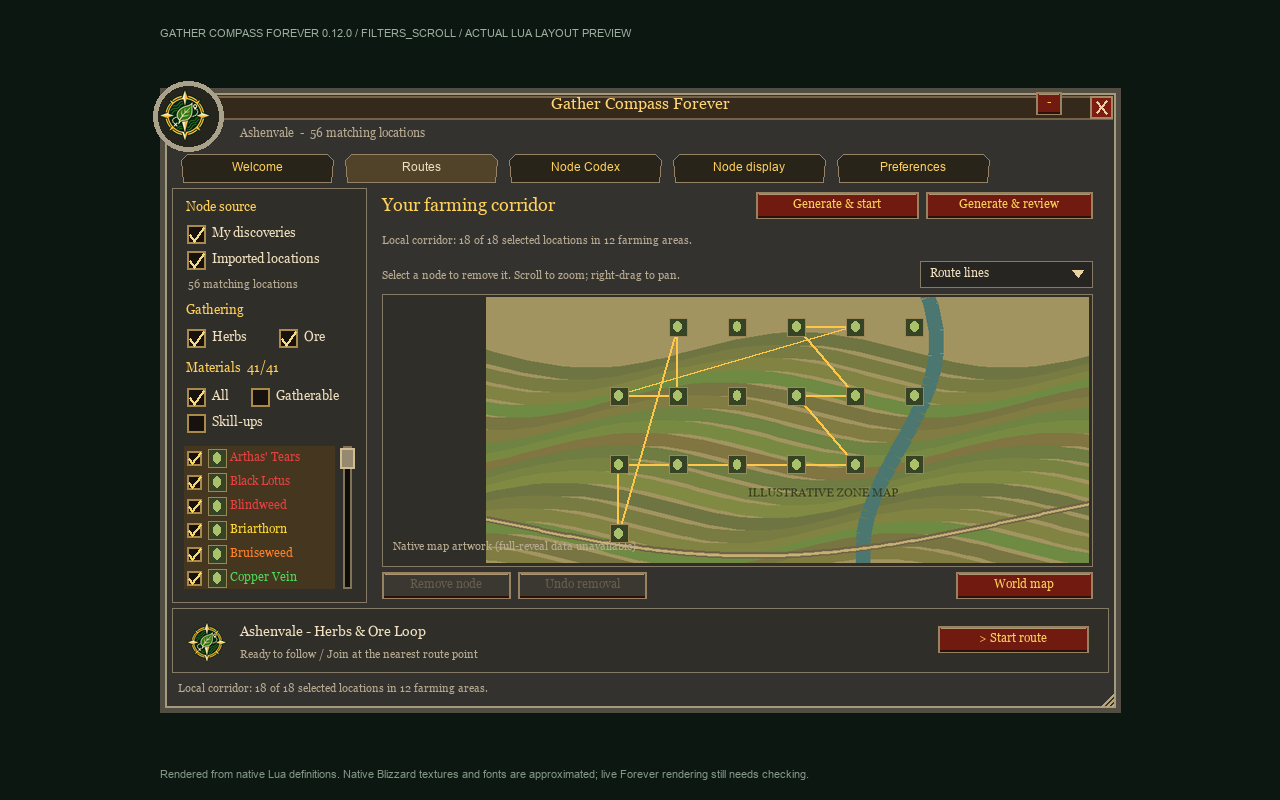 GATHER COMPASS FOREVER 0.12.0 / FILTERS_SCROLL / ACTUAL LUA LAYOUT PREVIEW
Gather Compass Forever
-
X
Ashenvale - 56 matching locations
Welcome
Routes
Node Codex
Node display
Preferences
Node source
My discoveries
Imported locations
56 matching locations
Gathering
Herbs
Ore
Materials 41/41
All
Gatherable
Skill-ups
Arthas' Tears
Black Lotus
Blindweed
Briarthorn
Bruiseweed
Copper Vein
Your farming corridor
Generate & start
Generate & review
Local corridor: 18 of 18 selected locations in 12 farming areas.
Select a node to remove it. Scroll to zoom; right-drag to pan.
Route lines
ILLUSTRATIVE ZONE MAP
Native map artwork (full-reveal data unavailable)
Remove node
Undo removal
World map
Ashenvale - Herbs & Ore Loop
Ready to follow / Join at the nearest route point
> Start route
Local corridor: 18 of 18 selected locations in 12 farming areas.
Rendered from native Lua definitions. Native Blizzard textures and fonts are approximated; live Forever rendering still needs checking.